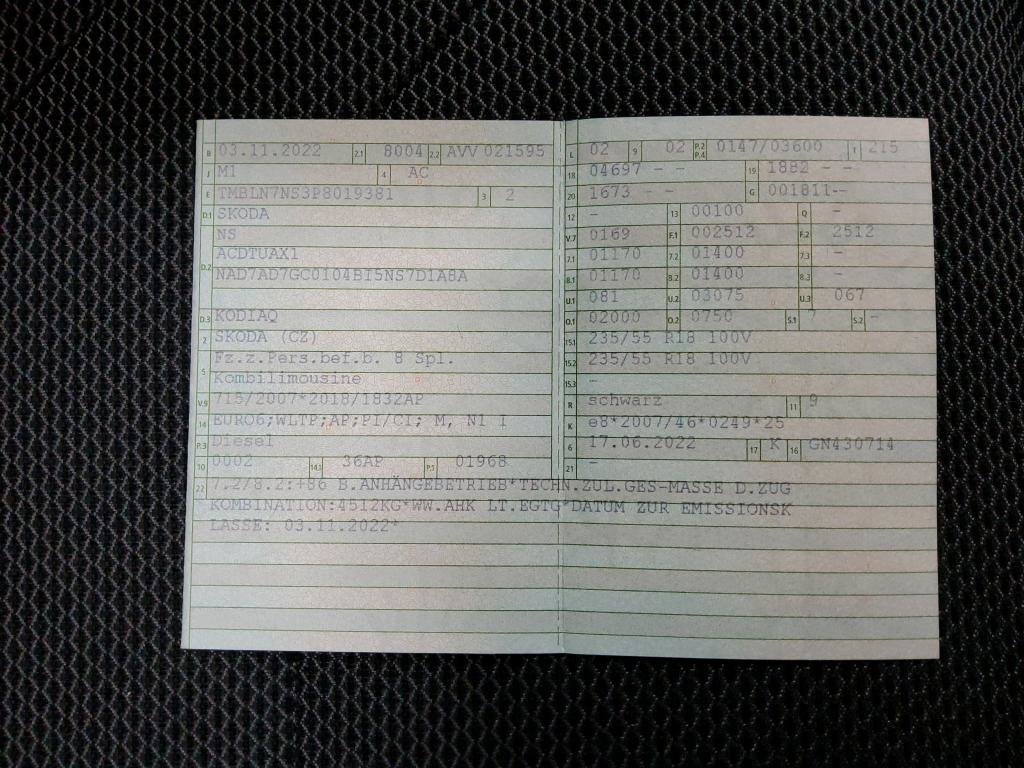 B 03.11.2022 2.1 8004 2.2 AVV021595
J M1 4 AC
E TMBLN7NS3P8019381 3 2
D.1 SKODA
NS
D.2 ACDTUAX1
NAD7AD7GC0104BI5NS7D1A8A
D.3 KODIAQ
2 SKODA (CZ)
5 Fz.z.Pers.bef.b. 8 Spl.
Kombilimousine
V.9 715/2007*2018/1832AP
14 EURO6;WLTP;AP;PI/CI; M, N1 I
P.3 Diesel
10 0002 14.1 36AP P.1 01968
L 02 9 02 P.2 P.4 0147/03600 T 215
18 04697 - - 19 1882 - -
20 1673 - - G 001811--
12 - 13 00100 Q -
V.7 0169 F.1 002512 F.2 2512
7.1 01170 7.2 01400 7.3 -
8.1 01170 8.2 01400 8.3 -
U.1 081 U.2 03075 U.3 067
O.1 02000 O.2 0750 S.1 7 S.2 -
15.1 235/55 R18 100V
15.2 235/55 R18 100V
15.3 -
R schwarz 11 9
K e8*2007/46*0249*25
6 17.06.2022 17 K 16 GN430714
21 -
22 7.2/8.2:+86 B.ANHÄNGEBETRIEB*TECHN.ZUL.GES-MASSE D.ZUG
KOMBINATION:4512KG*WW.AHK LT.EGTG*DATUM ZUR EMISSIONSK
LASSE: 03.11.2022*